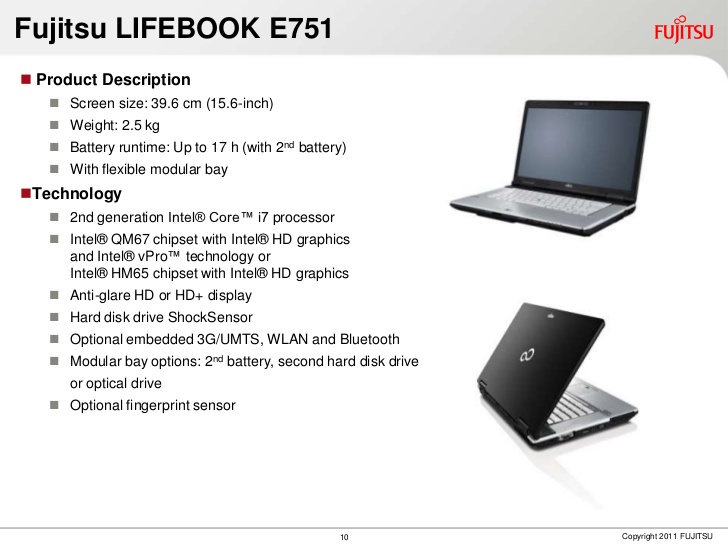 Fujitsu LIFEBOOK E751
FUJITSU
Product Description
Screen size: 39.6 cm (15.6-inch)
Weight: 2.5 kg
Battery runtime: Up to 17 h (with 2nd battery)
With flexible modular bay
Technology
2nd generation Intel® Core™ i7 processor
Intel® QM67 chipset with Intel® HD graphics
and Intel® vPro™ technology or
Intel® HM65 chipset with Intel® HD graphics
Anti-glare HD or HD+ display
Hard disk drive ShockSensor
Optional embedded 3G/UMTS, WLAN and Bluetooth
Modular bay options: 2nd battery, second hard disk drive
or optical drive
Optional fingerprint sensor
10
Copyright 2011 FUJITSU